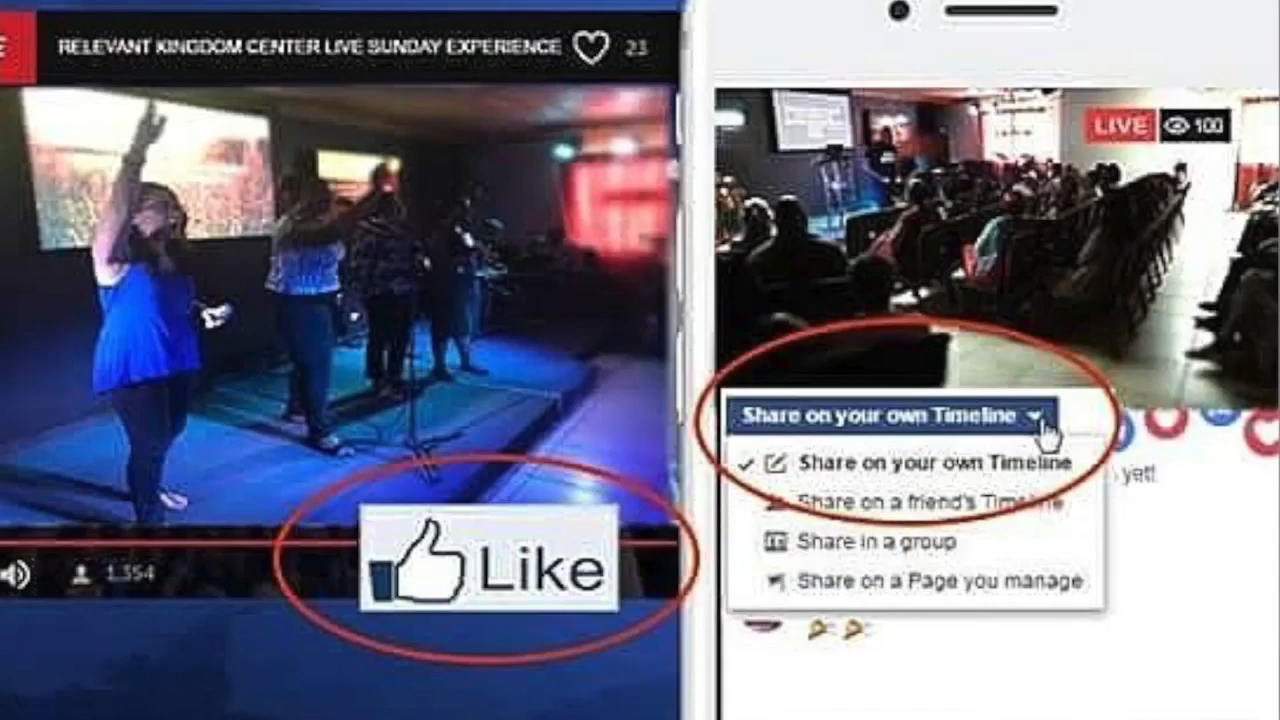 RELEVANT KINGDOM CENTER LIVE SUNDAY EXPERIENCE 23
1.354
Like
LIVE 100
Share on your own Timeline
Share on your own Timeline
Share on a friend's Timeline
Share in a group
Share on a Page you manage
yet!